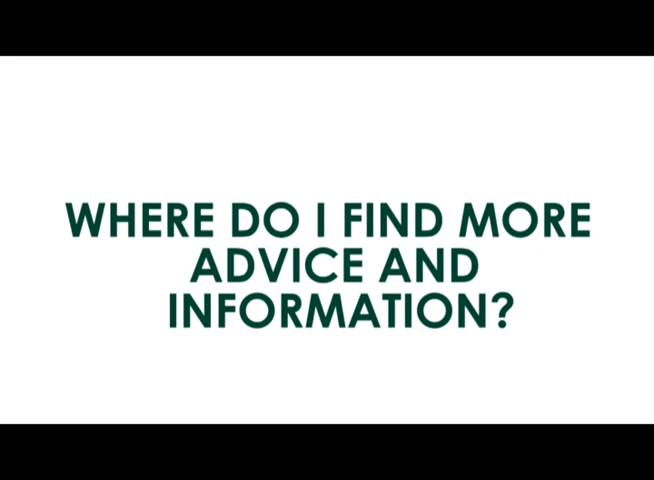 WHERE DO I FIND MORE
ADVICE AND
INFORMATION?